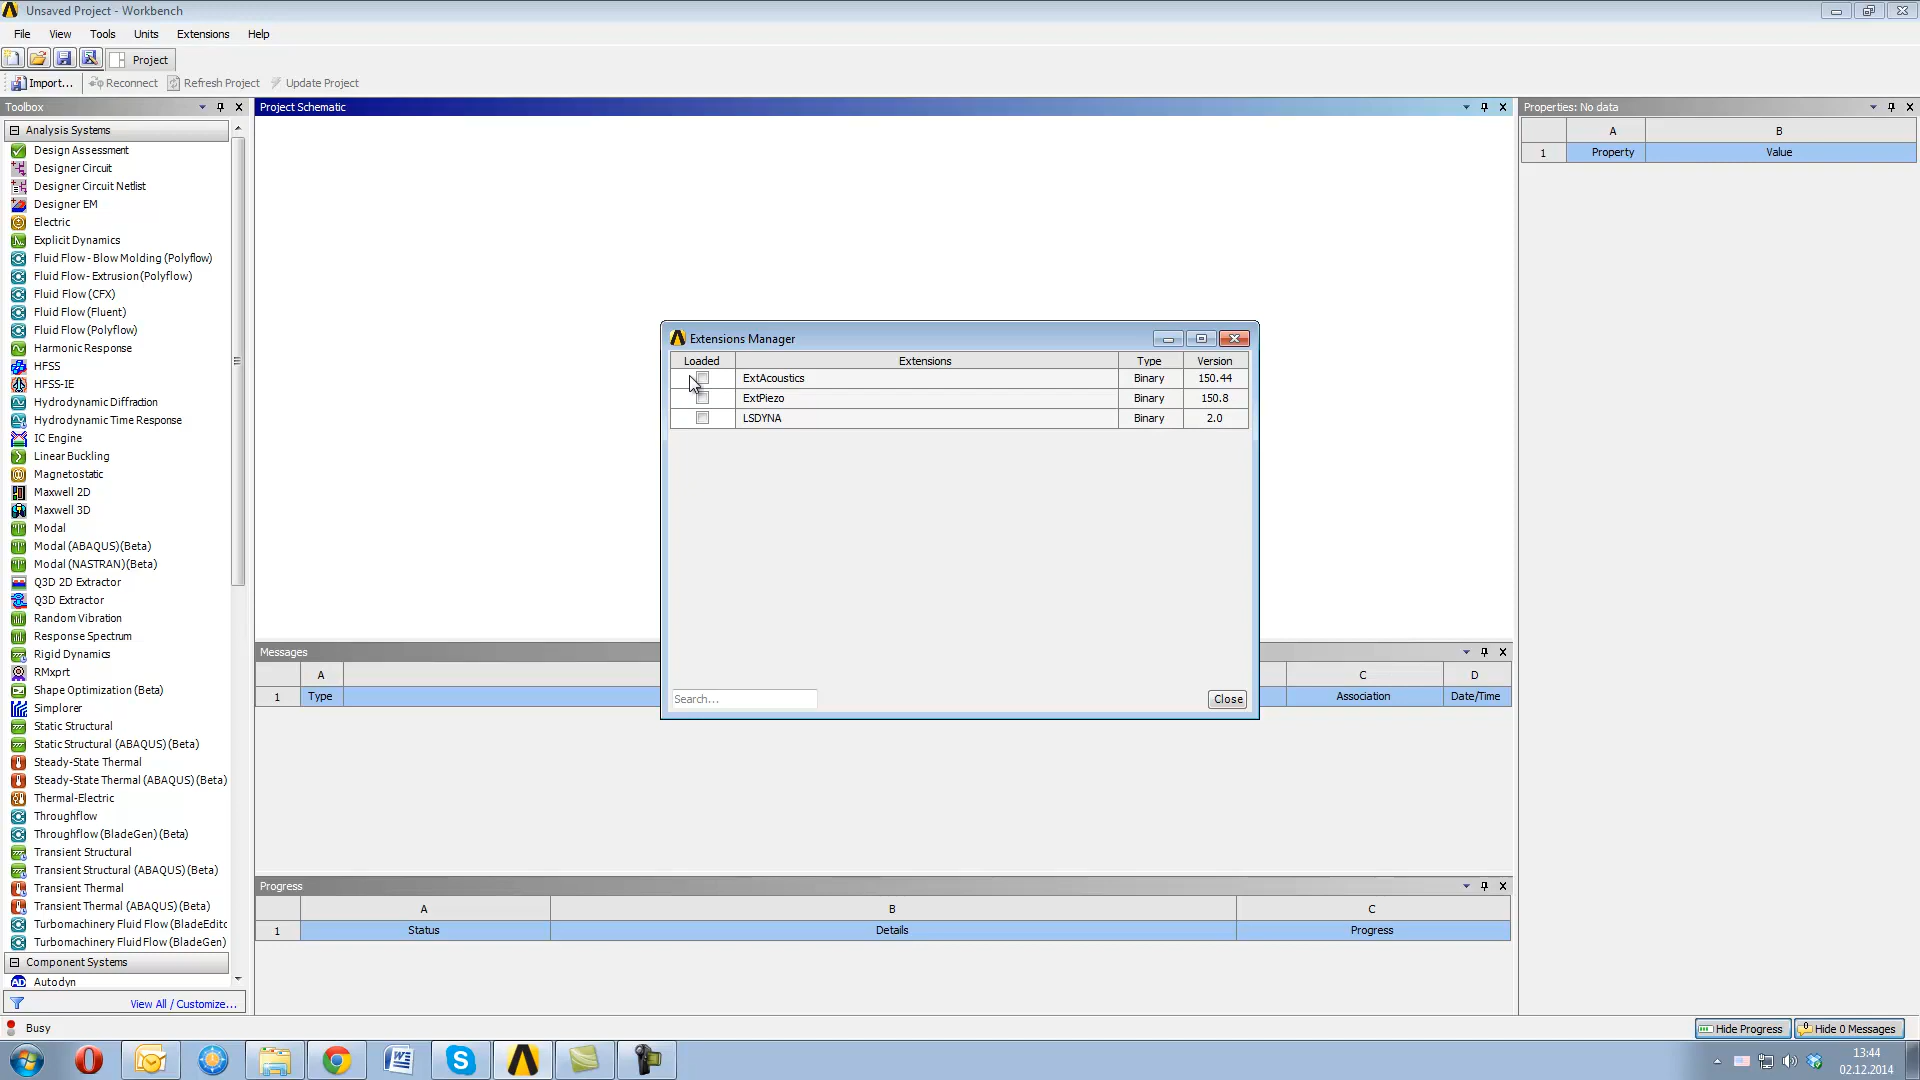 Unsaved Project - Workbench
File View Tools Units Extensions Help
Project
Import... Reconnect Refresh Project Update Project
Toolbox
Analysis Systems
Design Assessment
Designer Circuit
Designer Circuit Netlist
Designer EM
Electric
Explicit Dynamics
Fluid Flow - Blow Molding (Polyflow)
Fluid Flow - Extrusion (Polyflow)
Fluid Flow (CFX)
Fluid Flow (Fluent)
Fluid Flow (Polyflow)
Harmonic Response
HFSS
HFSS-IE
Hydrodynamic Diffraction
Hydrodynamic Time Response
IC Engine
Linear Buckling
Magnetostatic
Maxwell 2D
Maxwell 3D
Modal
Modal (ABAQUS) (Beta)
Modal (NASTRAN) (Beta)
Q3D 2D Extractor
Q3D Extractor
Random Vibration
Response Spectrum
Rigid Dynamics
RMxprt
Shape Optimization (Beta)
Simplorer
Static Structural
Static Structural (ABAQUS) (Beta)
Steady-State Thermal
Steady-State Thermal (ABAQUS) (Beta)
Thermal-Electric
Throughflow
Throughflow (BladeGen) (Beta)
Transient Structural
Transient Structural (ABAQUS) (Beta)
Transient Thermal
Transient Thermal (ABAQUS) (Beta)
Turbomachinery Fluid Flow (BladeEditc
Turbomachinery Fluid Flow (BladeGen)
Component Systems
AD Autodyn
View All / Customize...
Project Schematic
Extensions Manager
Loaded Extensions Type Version
ExtAcoustics Binary 150.44
ExtPiezo Binary 150.8
LSDYNA Binary 2.0
Search... Close
Messages
A C D
1 Type Association Date/Time
Progress
A B C
1 Status Details Progress
Properties: No data
A B
1 Property Value
Busy
Hide Progress Hide 0 Messages
13:44
02.12.2014